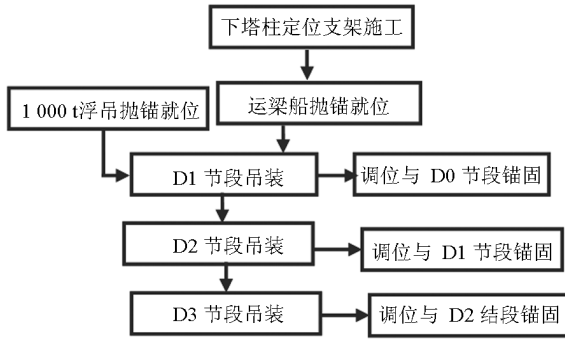 下塔柱定位支架施工
1 000 t浮吊抛锚就位
运梁船抛锚就位
D1 节段吊装
调位与 D0 节段锚固
D2 节段吊装
调位与 D1 节段锚固
D3 节段吊装
调位与 D2 结段锚固